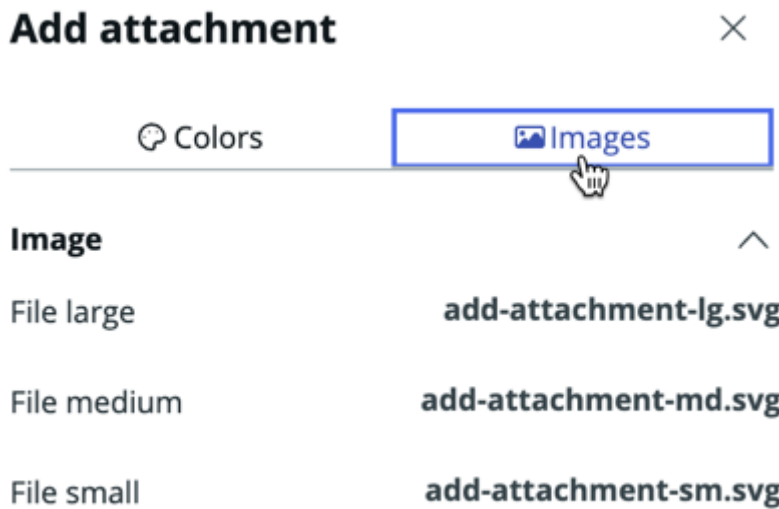 Add attachment
Colors
Images
Image
File large add-attachment-lg.svg
File medium add-attachment-md.svg
File small add-attachment-sm.svg